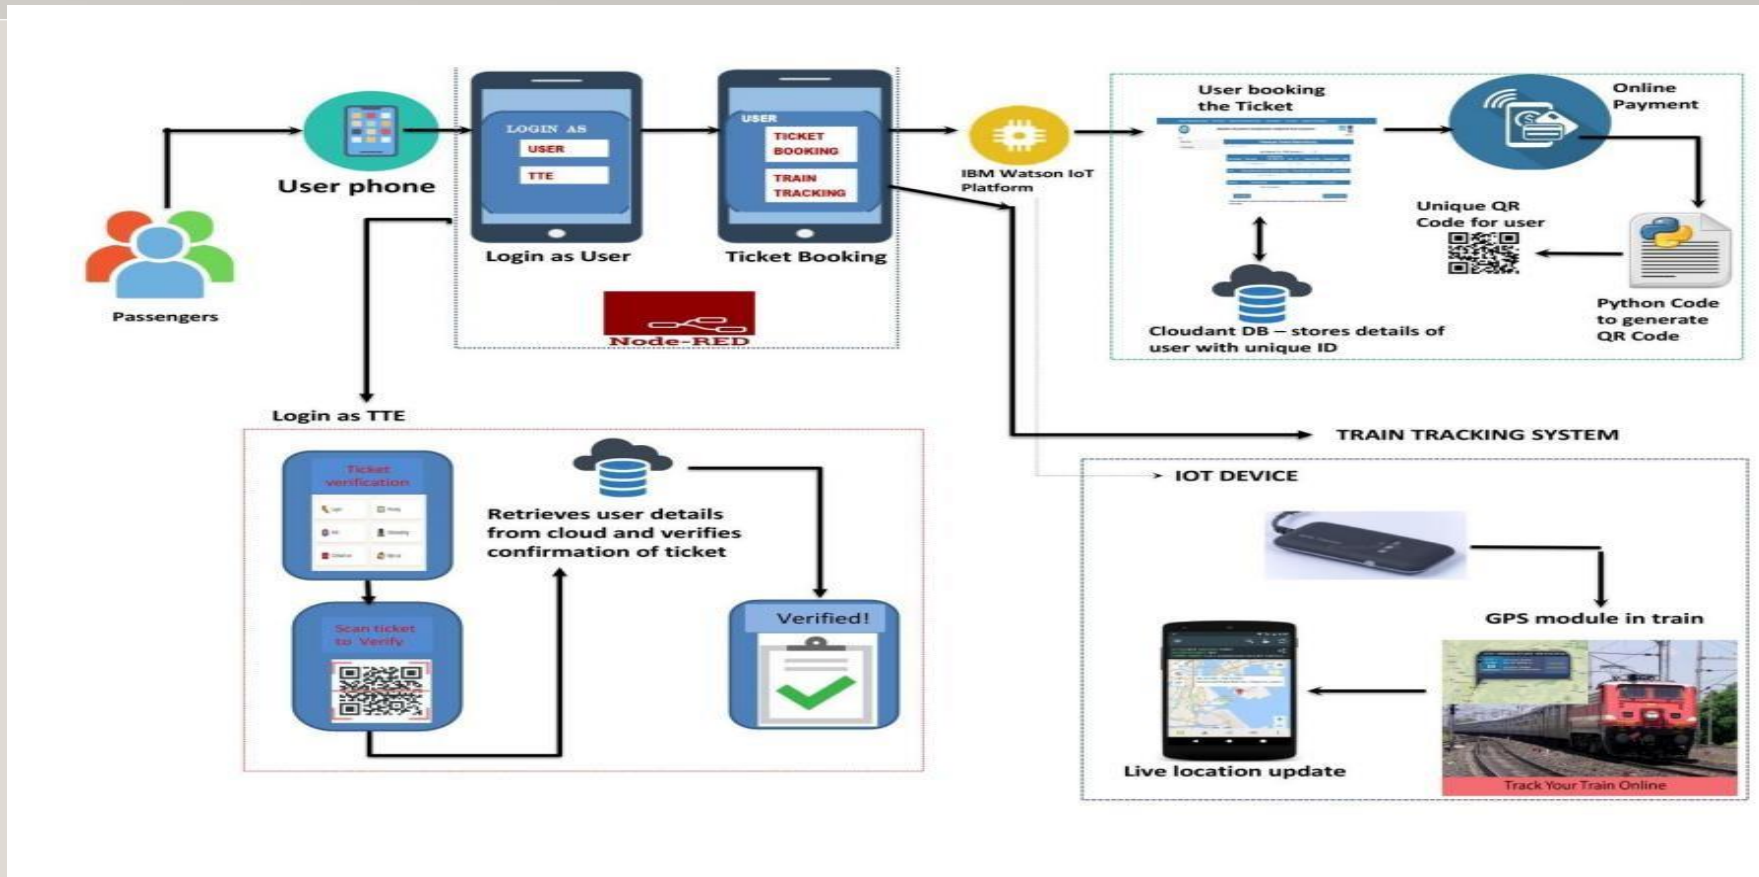 User phone
Passengers
LOGIN AS
USER
TTE
Login as User
USER
TICKET
BOOKING
TRAIN
TRACKING
Ticket Booking
Node-RED
IBM Watson IoT
Platform
User booking
the Ticket
Online
Payment
Unique QR
Code for user
Python Code
to generate
QR Code
Cloudant DB – stores details of
user with unique ID
Login as TTE
Ticket
verification
Scan ticket
to Verify
Retrieves user details
from cloud and verifies
confirmation of ticket
Verified!
TRAIN TRACKING SYSTEM
IOT DEVICE
GPS module in train
Live location update
Track Your Train Online